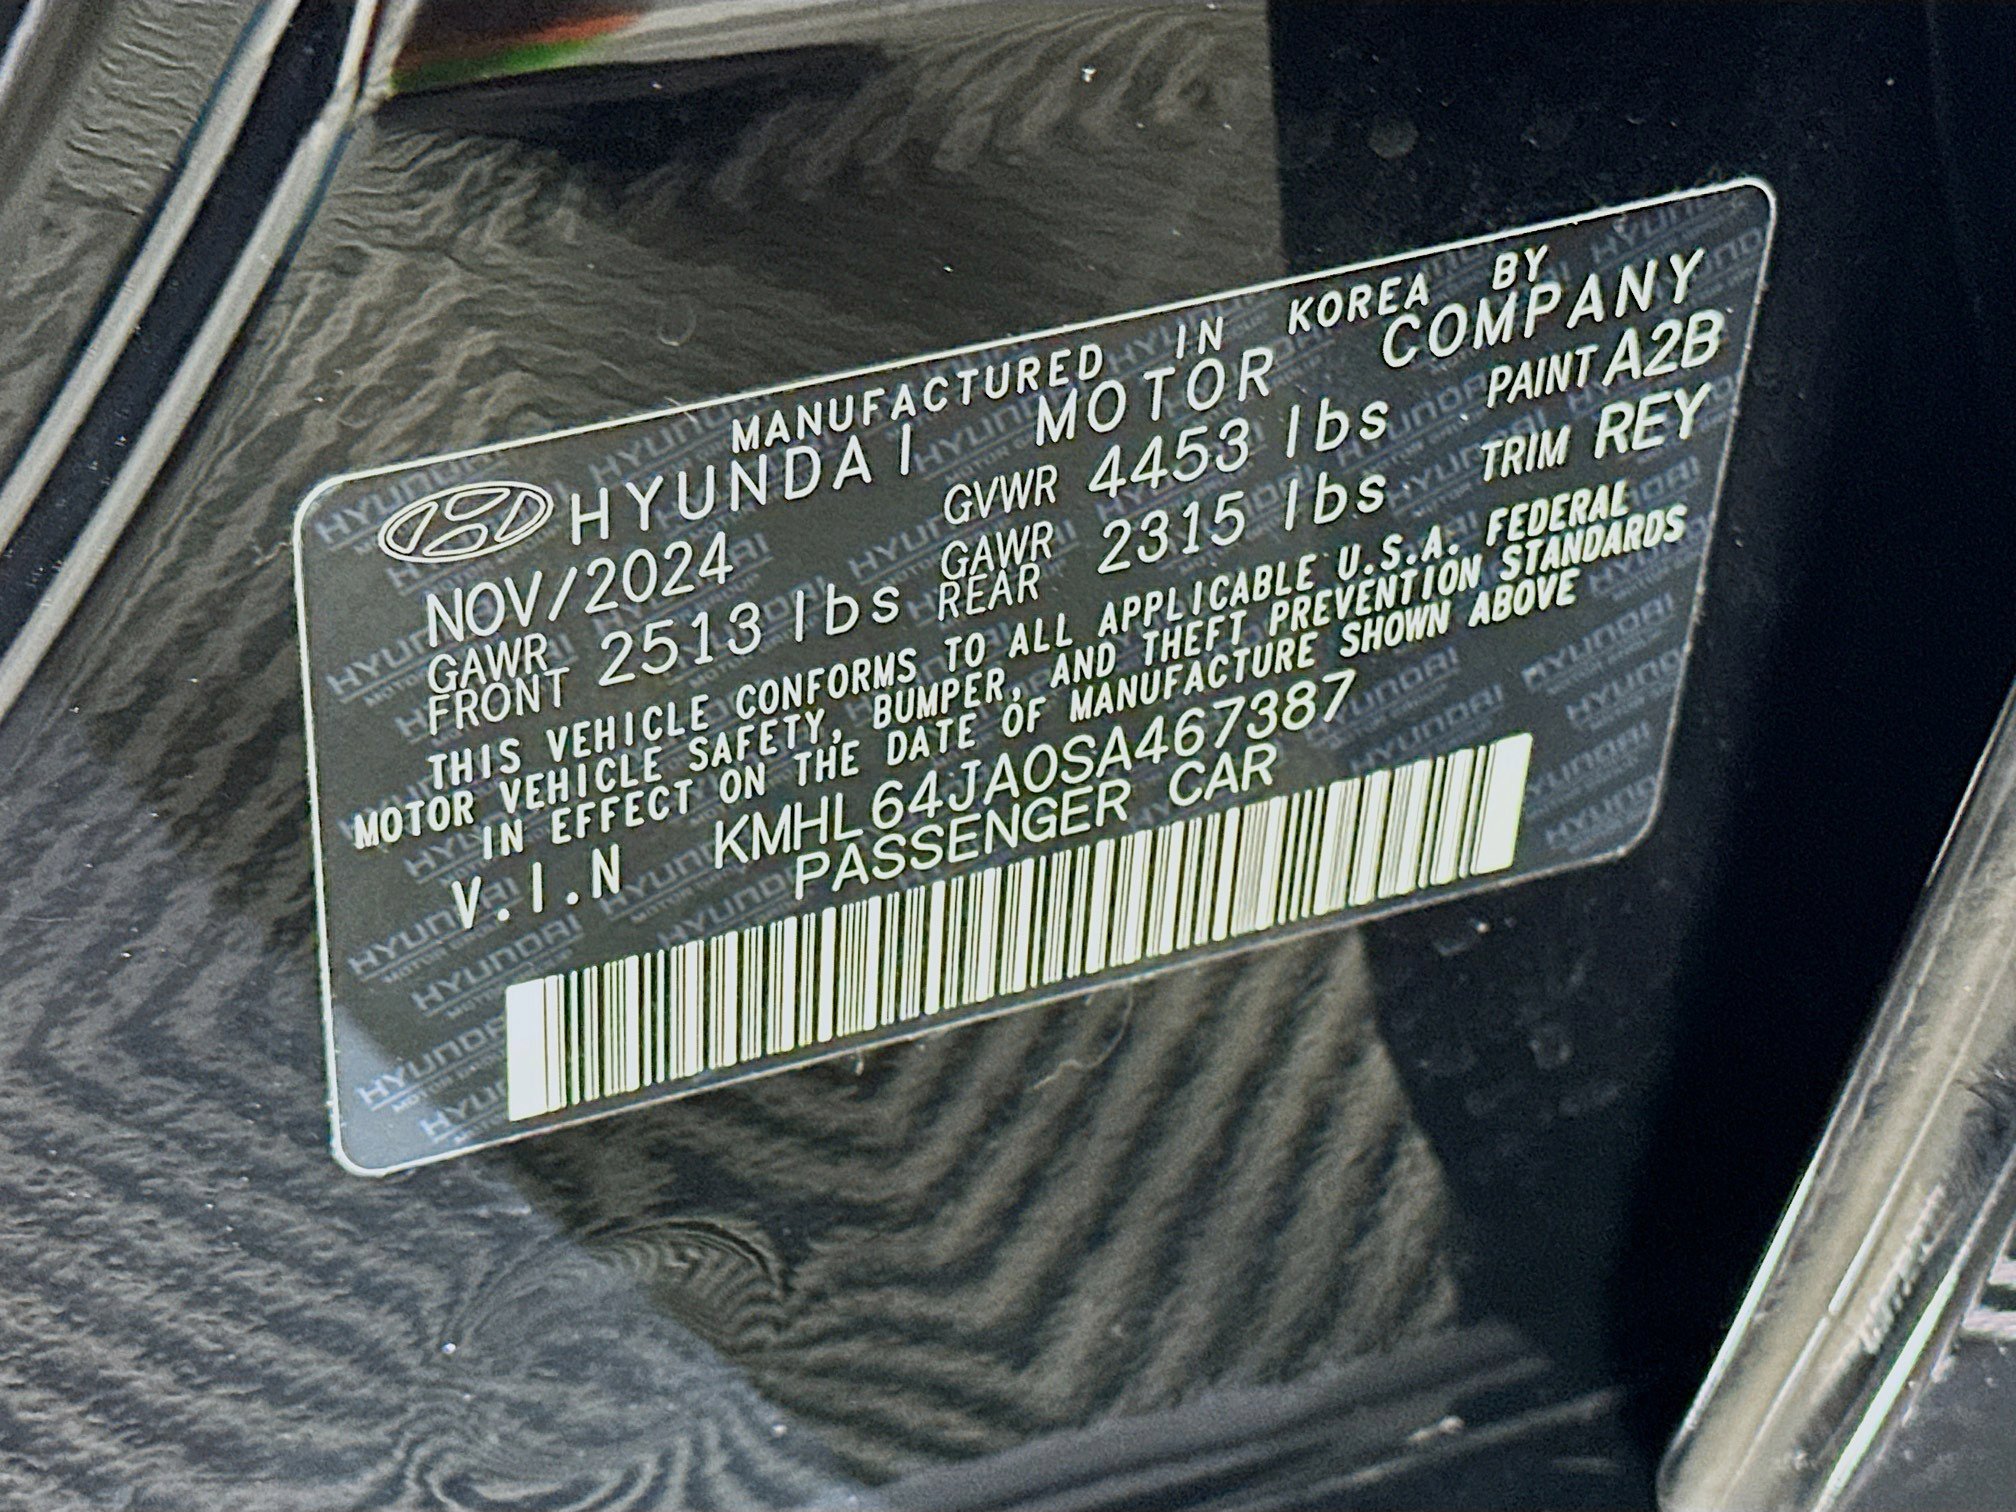 MANUFACTURED IN KOREA BY
HYUNDAI MOTOR COMPANY
NOV/2024 GVWR 4453 lbs PAINT A2B
GAWR FRONT 2513 lbs GAWR REAR 2315 lbs TRIM REY
THIS VEHICLE CONFORMS TO ALL APPLICABLE U.S.A. FEDERAL
MOTOR VEHICLE SAFETY, BUMPER, AND THEFT PREVENTION STANDARDS
IN EFFECT ON THE DATE OF MANUFACTURE SHOWN ABOVE
V.I.N KMHL64JA0SA467387
PASSENGER CAR